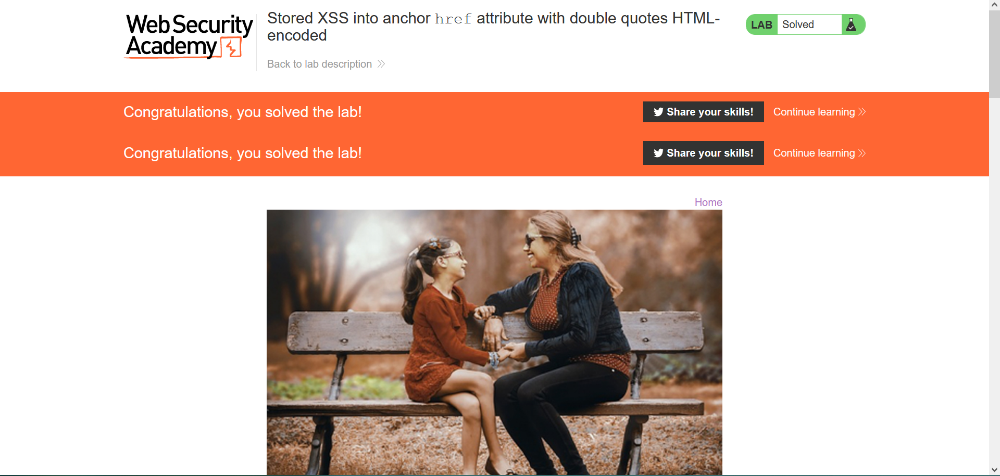 Web Security
Academy
Stored XSS into anchor href attribute with double quotes HTML-
encoded
Back to lab description
LAB Solved
Congratulations, you solved the lab!
Share your skills!
Continue learning
Congratulations, you solved the lab!
Share your skills!
Continue learning
Home